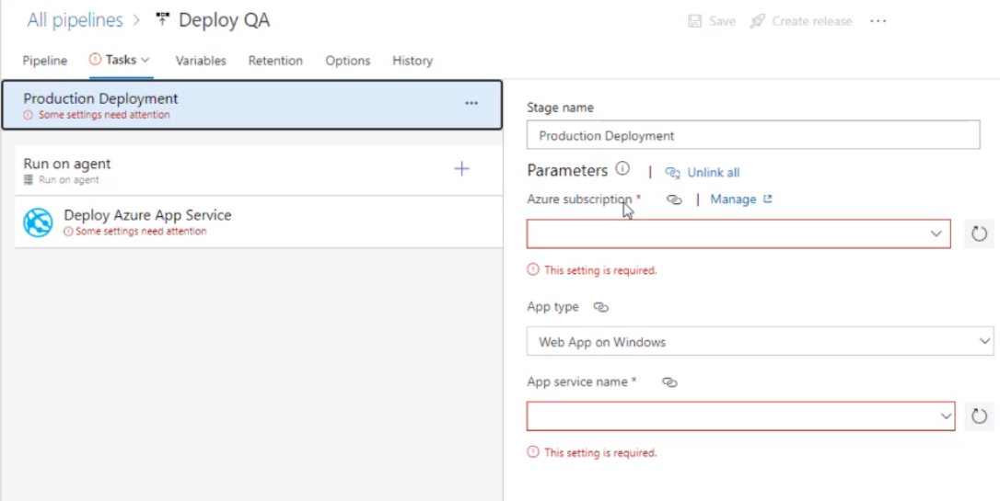 All pipelines > Deploy QA
Save Create release ...
Pipeline Tasks Variables Retention Options History
Production Deployment
Some settings need attention
Run on agent
Run on agent
Deploy Azure App Service
Some settings need attention
Stage name
Production Deployment
Parameters | Unlink all
Azure subscription * | Manage
This setting is required.
App type
Web App on Windows
App service name *
This setting is required.